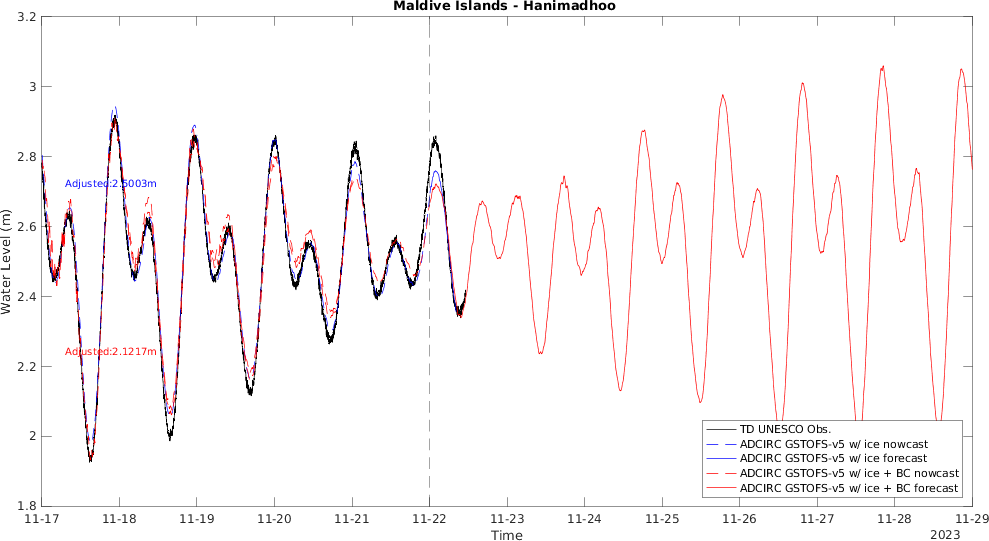 Maldive Islands - Hanimadhoo
3.2
3
2.8
2.6
2.4
2.2
2
1.8
Water Level (m)
Adjusted:2.5003m
Adjusted:2.1217m
TD UNESCO Obs.
ADCIRC GSTOFS-v5 w/ ice nowcast
ADCIRC GSTOFS-v5 w/ ice forecast
ADCIRC GSTOFS-v5 w/ ice + BC nowcast
ADCIRC GSTOFS-v5 w/ ice + BC forecast
11-17 11-18 11-19 11-20 11-21 11-22 11-23 11-24 11-25 11-26 11-27 11-28 11-29
Time
2023